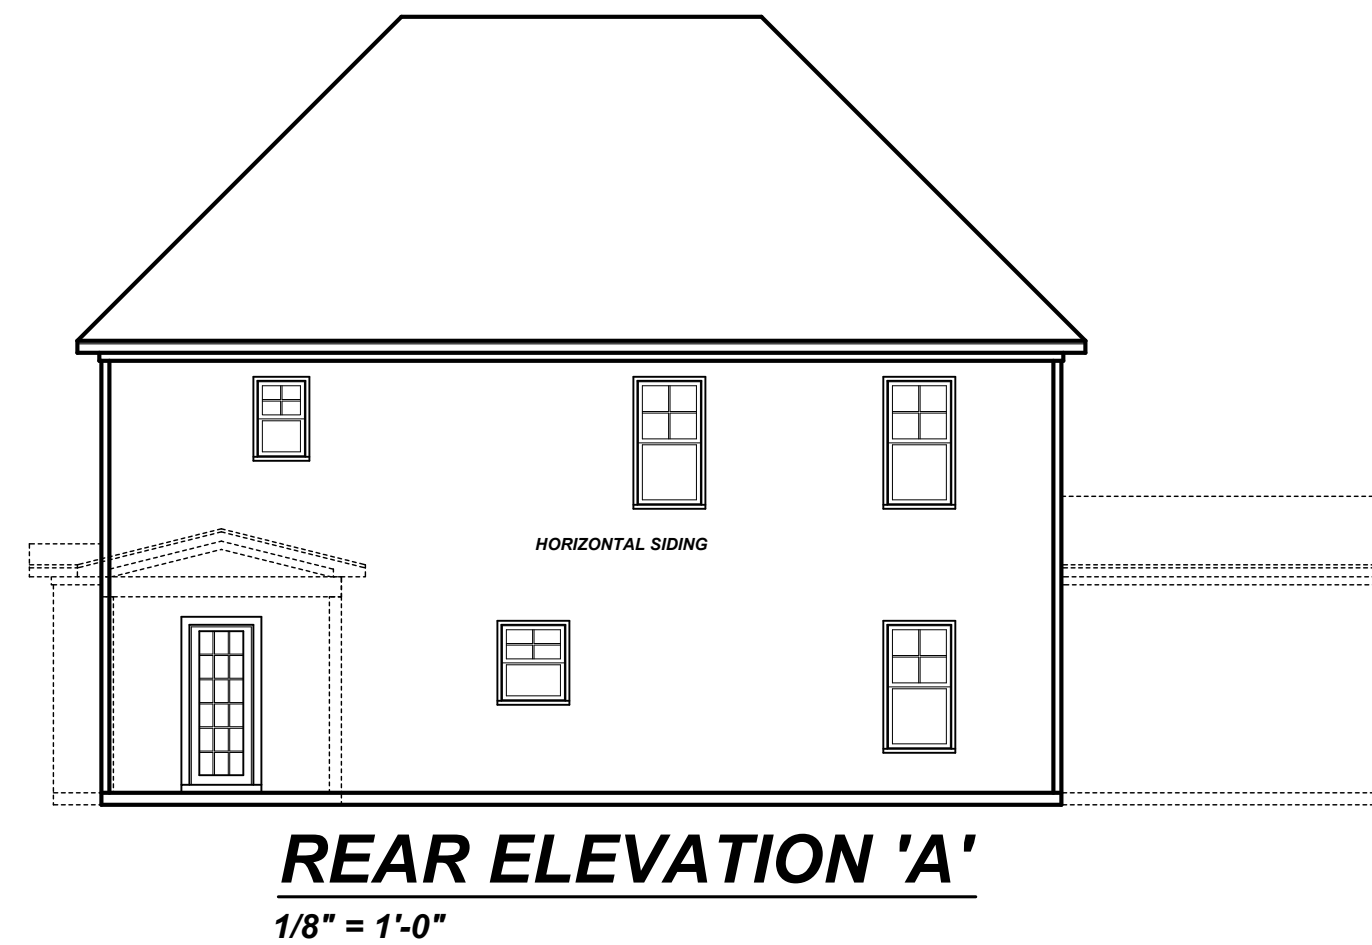 HORIZONTAL SIDING
REAR ELEVATION 'A'
1/8" = 1'-0"